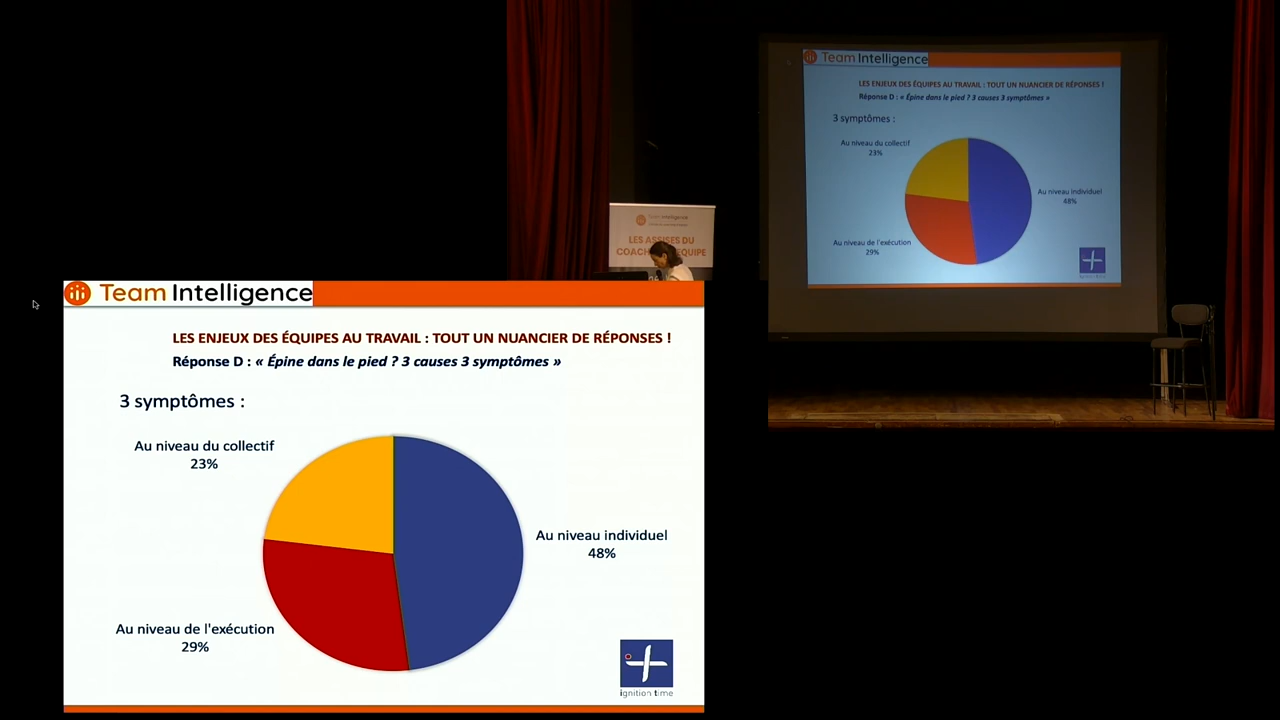 Team Intelligence
LES ENJEUX DES ÉQUIPES AU TRAVAIL : TOUT UN NUANCIER DE RÉPONSES !
Réponse D : « Épine dans le pied ? 3 causes 3 symptômes »
3 symptômes :
Au niveau du collectif
23%
Au niveau individuel
48%
Au niveau de l'exécution
29%
ignition time
Team Intelligence
LES ASSISES DU
Team Intelligence
LES ENJEUX DES ÉQUIPES AU TRAVAIL : TOUT UN NUANCIER DE RÉPONSES !
Réponse D : « Épine dans le pied ? 3 causes 3 symptômes »
3 symptômes :
Au niveau du collectif
23%
Au niveau individuel
48%
Au niveau de l'exécution
29%
ignition time